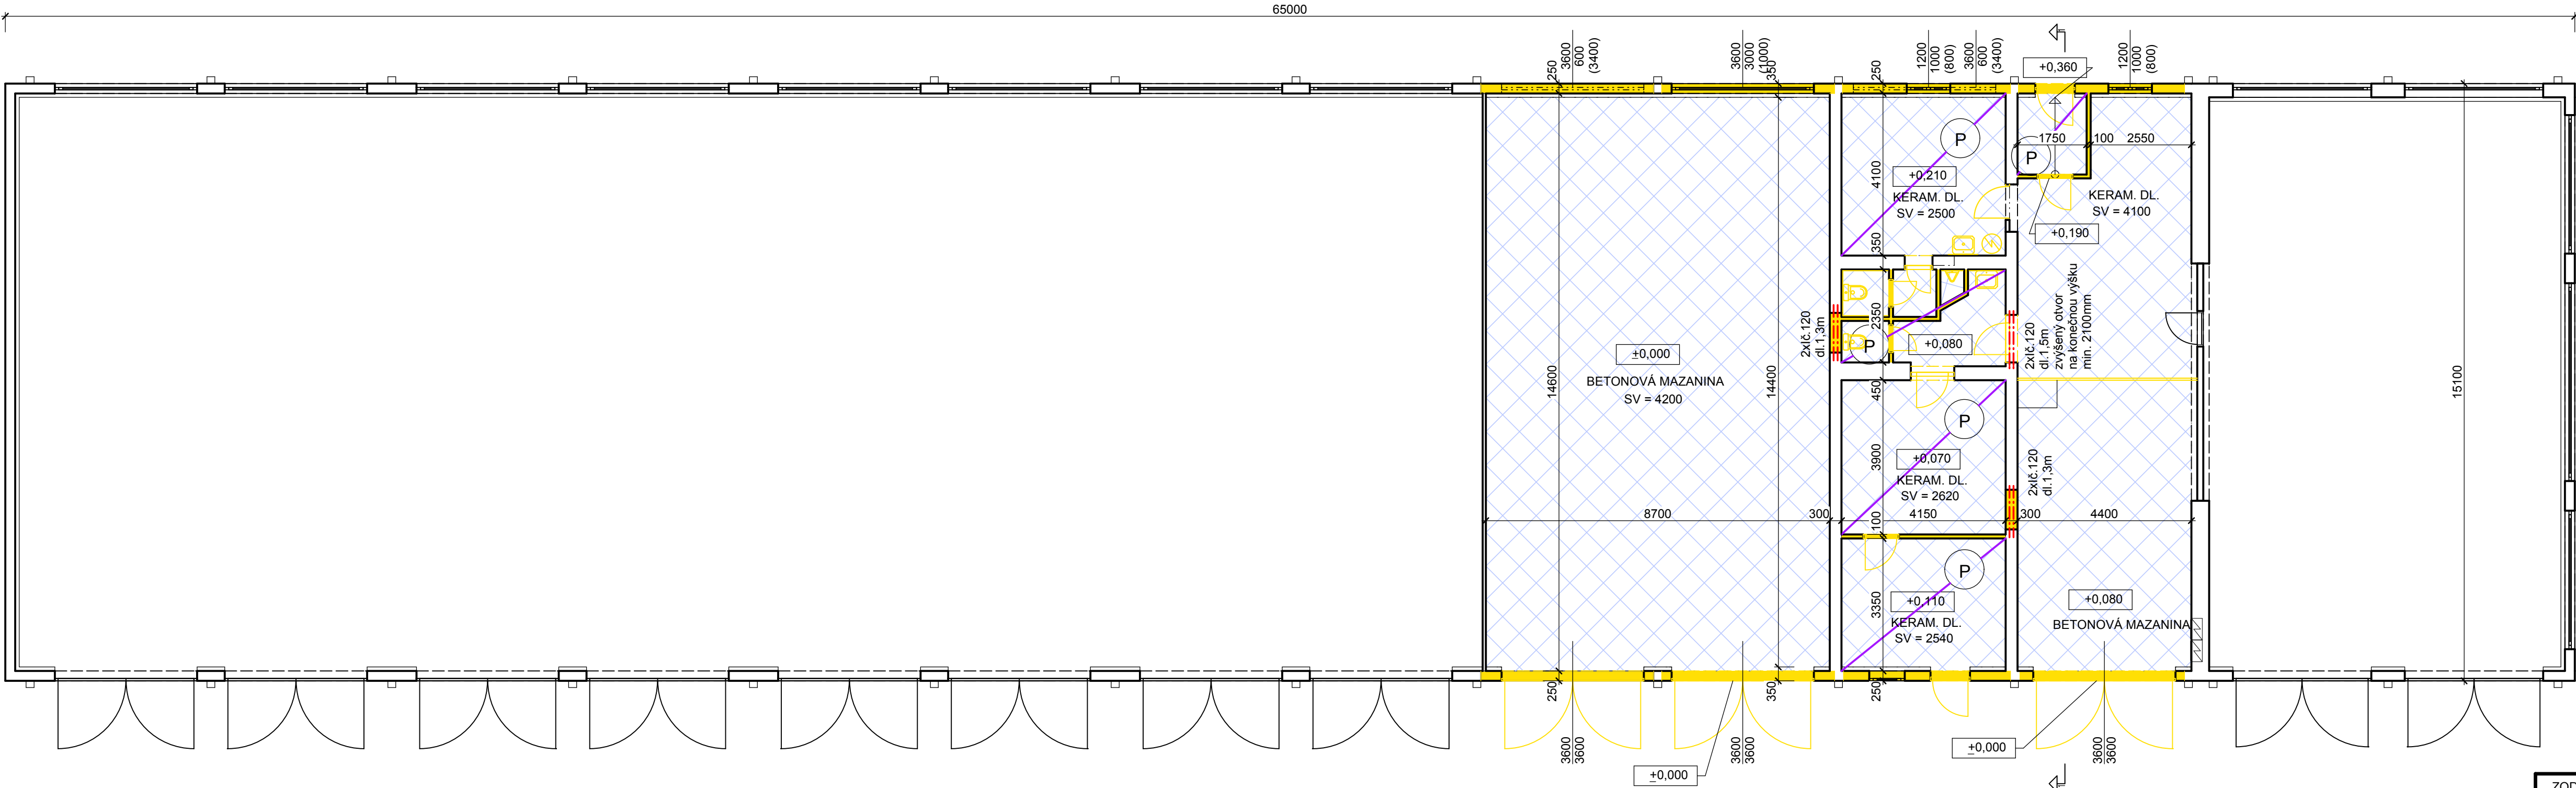 65000
3600
600
(3400)
3600
3000
(1000)
1200
1000
(800)
3600
600
(3400)
1200
1000
(800)
250
350
250
+0,360
P
P
1750
100
2550
4100
+0,210
KERAM. DL.
SV = 2500
KERAM. DL.
SV = 4100
+0,190
350
2350
2xIč.120
dl.1,3m
P
+0,080
2xIč.120
dl.1,5m
zvýšený otvor
na konečnou výšku
min. 2100mm
+0,000
BETONOVÁ MAZANINA
SV = 4200
14600
14400
15100
450
P
3900
+0,070
KERAM. DL.
SV = 2620
2xIč.120
dl.1,3m
8700
300
4150
300
4400
100
P
3350
+0,110
KERAM. DL.
SV = 2540
+0,080
BETONOVÁ MAZANINA
250
350
250
3600
3600
3600
3600
3600
3600
+0,000
+0,000